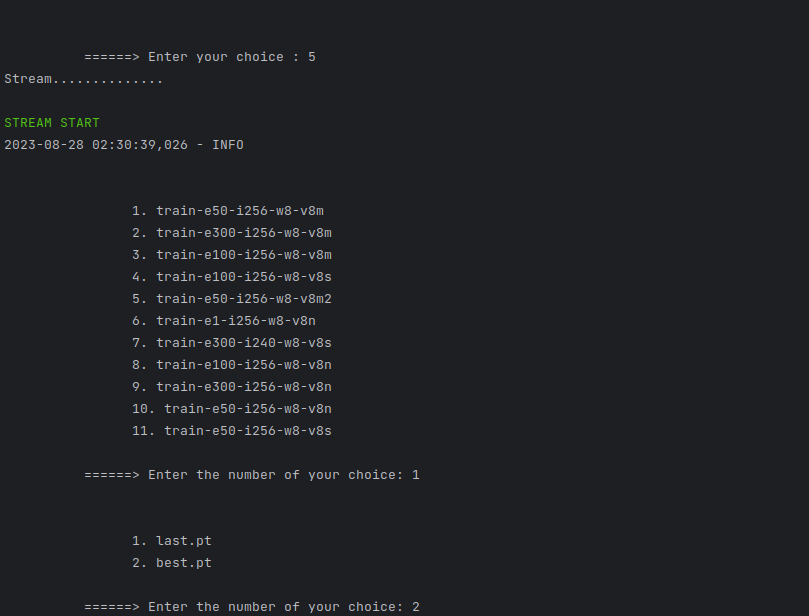 ======> Enter your choice : 5
Stream..............
STREAM START
2023-08-28 02:30:39,026 - INFO
1. train-e50-i256-w8-v8m
2. train-e300-i256-w8-v8m
3. train-e100-i256-w8-v8m
4. train-e100-i256-w8-v8s
5. train-e50-i256-w8-v8m2
6. train-e1-i256-w8-v8n
7. train-e300-i240-w8-v8s
8. train-e100-i256-w8-v8n
9. train-e300-i256-w8-v8n
10. train-e50-i256-w8-v8n
11. train-e50-i256-w8-v8s
======> Enter the number of your choice: 1
1. last.pt
2. best.pt
======> Enter the number of your choice: 2